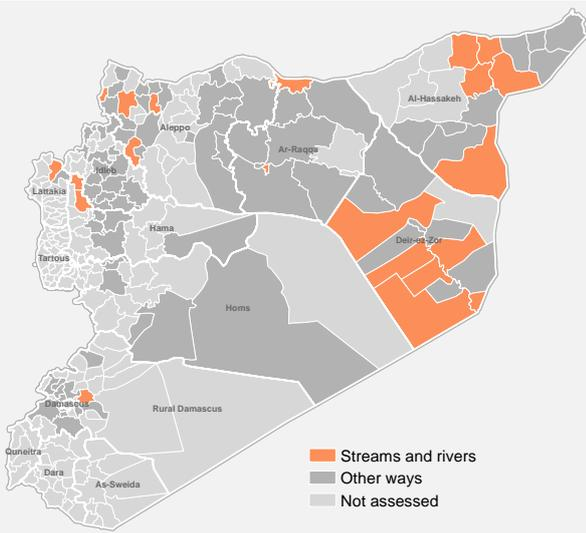 Al-Hassakeh
Aleppo
Ar-Raqqa
Idleb
Lattakia
Hama
Deir-ez-Zor
Tartous
Homs
Damascus
Rural Damascus
Quneitra
Dara
As-Sweida
Streams and rivers
Other ways
Not assessed